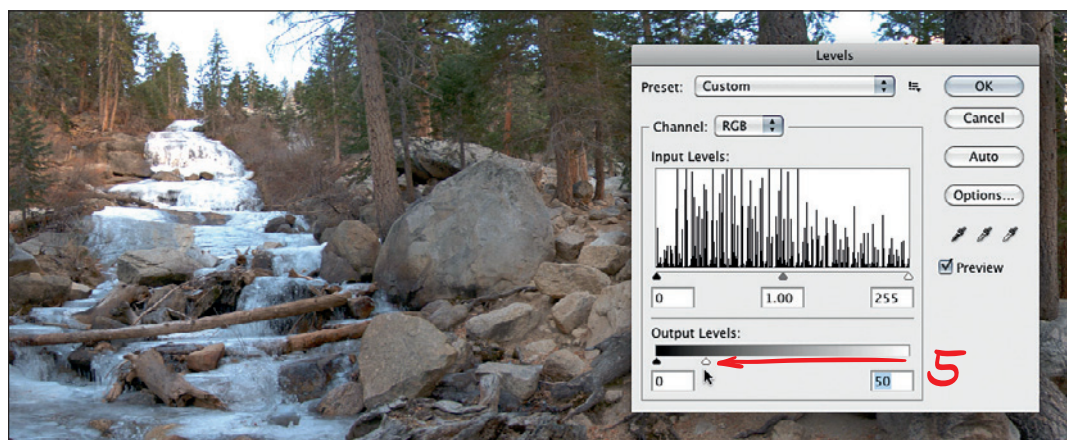 Levels
Preset: Custom
OK
Channel: RGB
Cancel
Input Levels:
Auto
Options...
Preview
0 1.00 255
Output Levels:
0 50 5